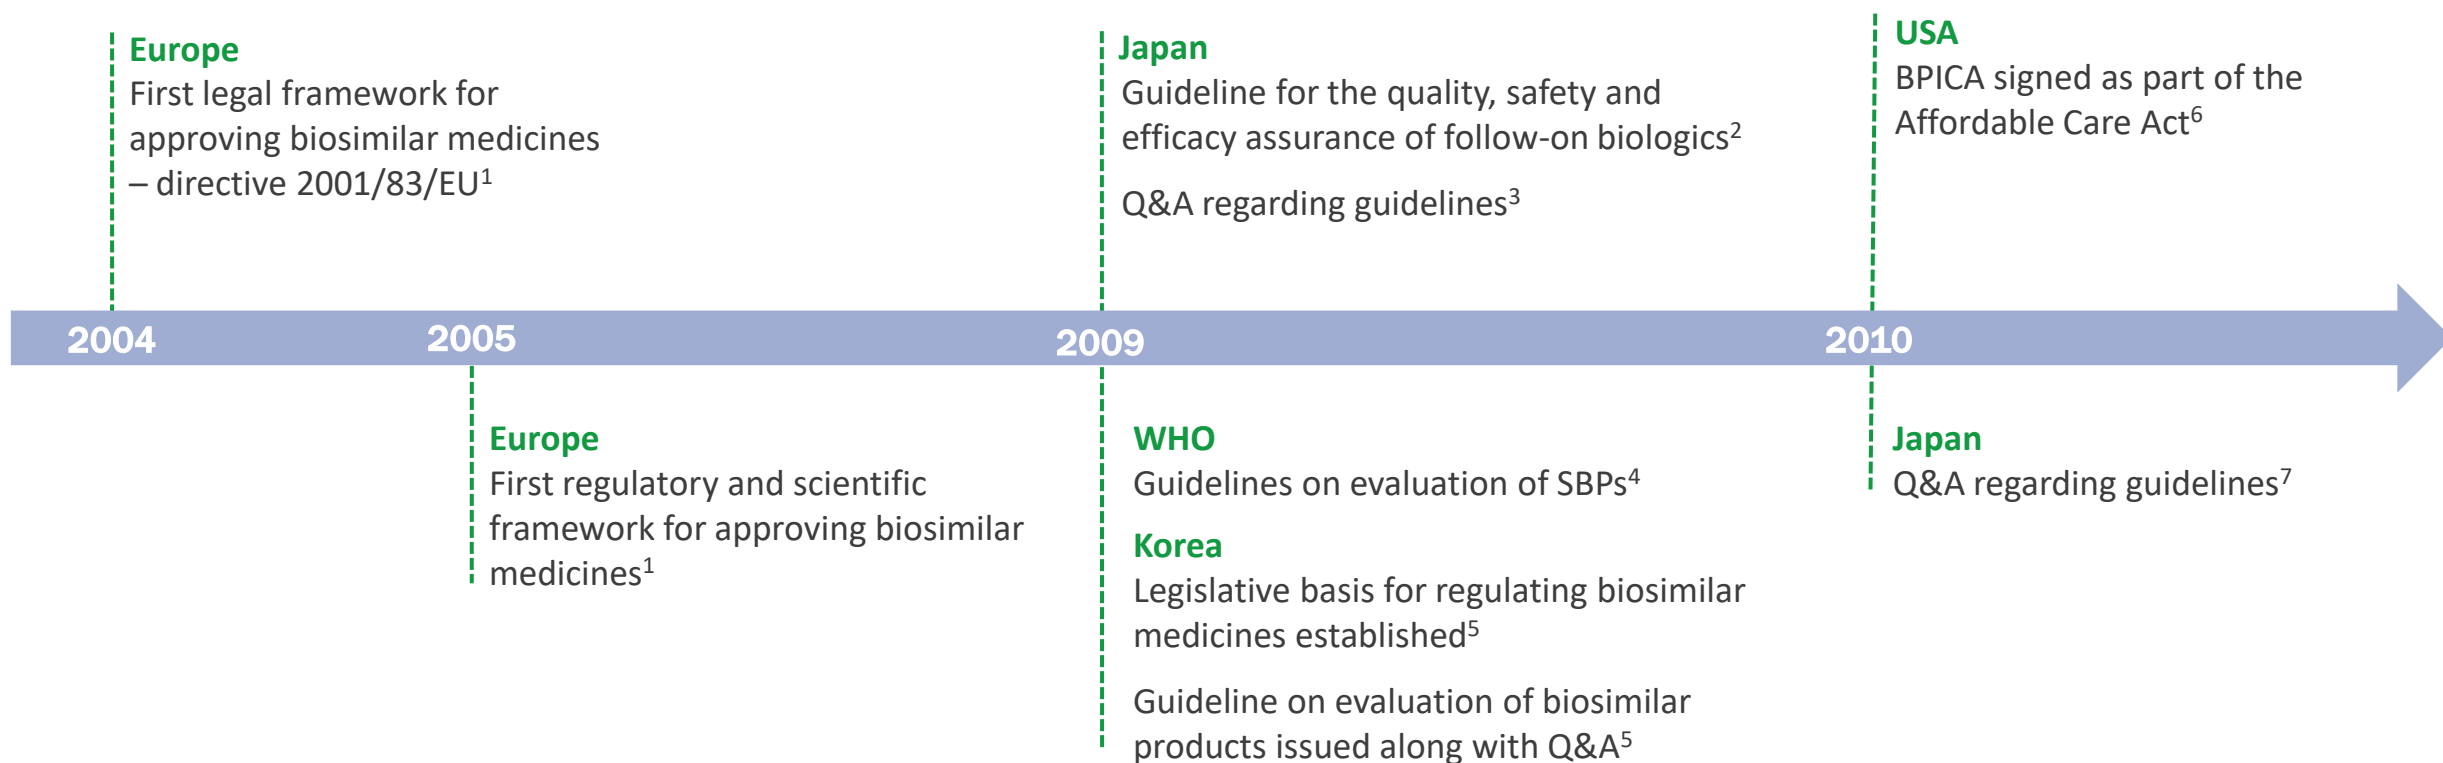 Europe
First legal framework for
approving biosimilar medicines
– directive 2001/83/EU¹
Japan
Guideline for the quality, safety and
efficacy assurance of follow-on biologics²
Q&A regarding guidelines³
USA
BPICA signed as part of the
Affordable Care Act⁶
2004
2005
2009
2010
Europe
First regulatory and scientific
framework for approving biosimilar
medicines¹
WHO
Guidelines on evaluation of SBPs⁴
Korea
Legislative basis for regulating biosimilar
medicines established⁵
Guideline on evaluation of biosimilar
products issued along with Q&A⁵
Japan
Q&A regarding guidelines⁷